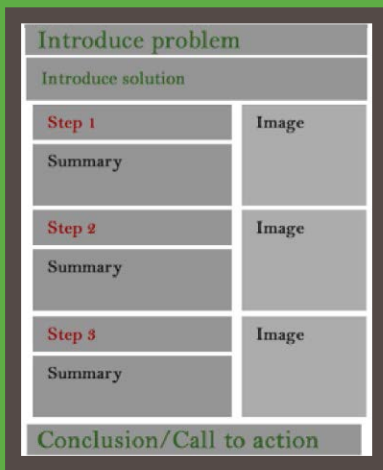 Introduce problem
Introduce solution
Step 1
Image
Summary
Step 2
Image
Summary
Step 3
Image
Summary
Conclusion/Call to action